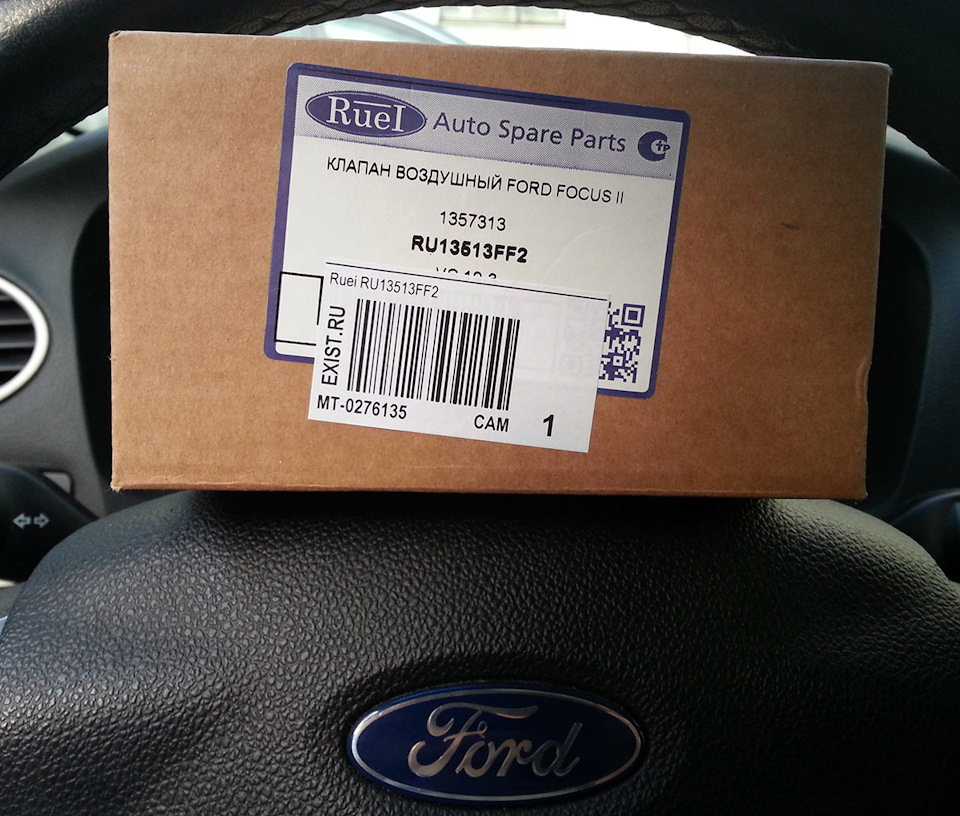 RueI Auto Spare Parts
КЛАПАН ВОЗДУШНЫЙ FORD FOCUS II
1357313
RU13513FF2
Ruei RU13513FF2
EXIST.RU
MT-0276135
CAM
1
Ford